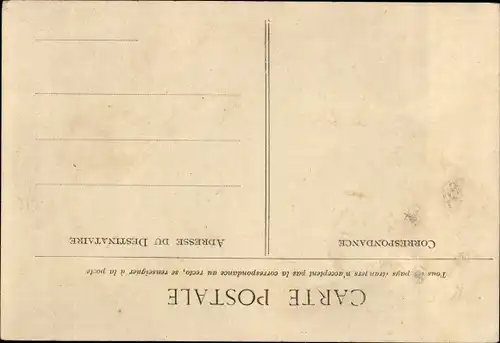 CARTE POSTALE
Tous pays étrangers n'acceptent pas la correspondance au recto, se renseigner à la poste
CORRESPONDANCE
ADRESSE DU DESTINATAIRE